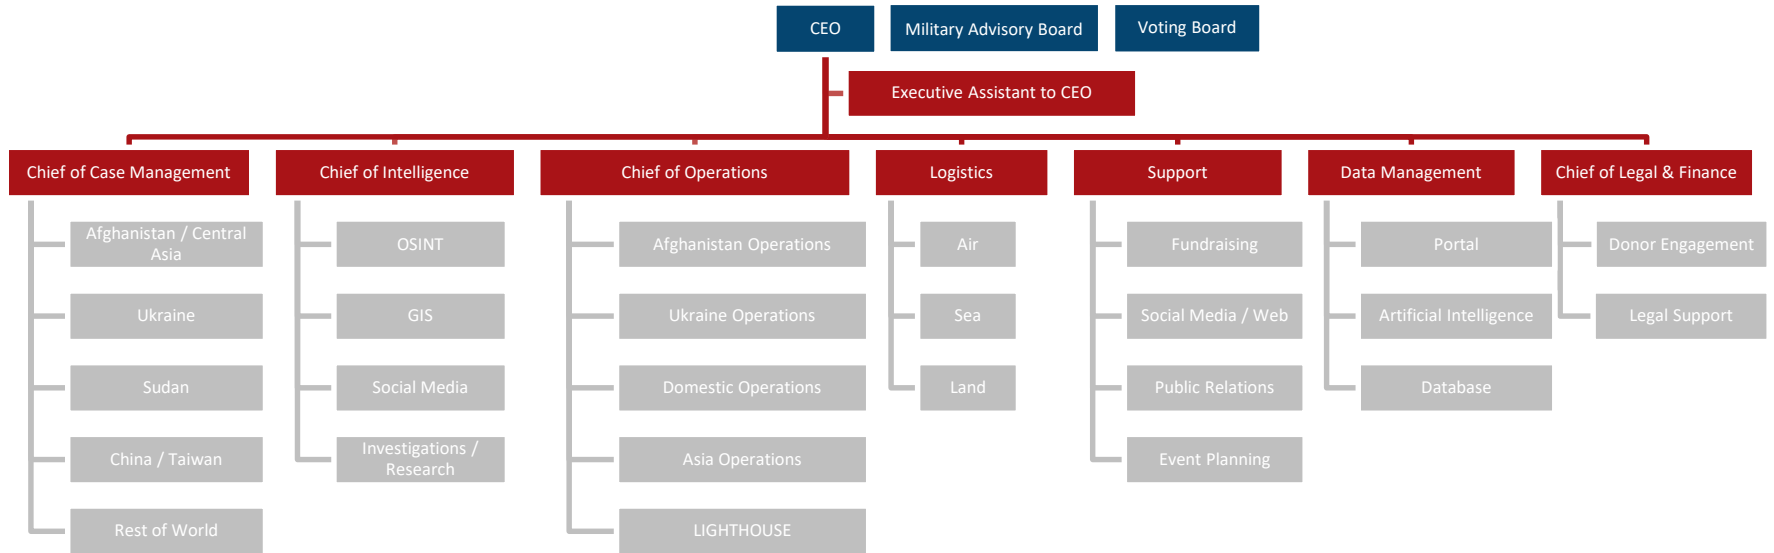 CEO
Military Advisory Board
Voting Board
Executive Assistant to CEO
Chief of Case Management
Afghanistan / Central
Asia
Ukraine
Sudan
China / Taiwan
Rest of World
Chief of Intelligence
OSINT
GIS
Social Media
Investigations /
Research
Chief of Operations
Afghanistan Operations
Ukraine Operations
Domestic Operations
Asia Operations
LIGHTHOUSE
Logistics
Air
Sea
Land
Support
Fundraising
Social Media / Web
Public Relations
Event Planning
Data Management
Portal
Artificial Intelligence
Database
Chief of Legal & Finance
Donor Engagement
Legal Support